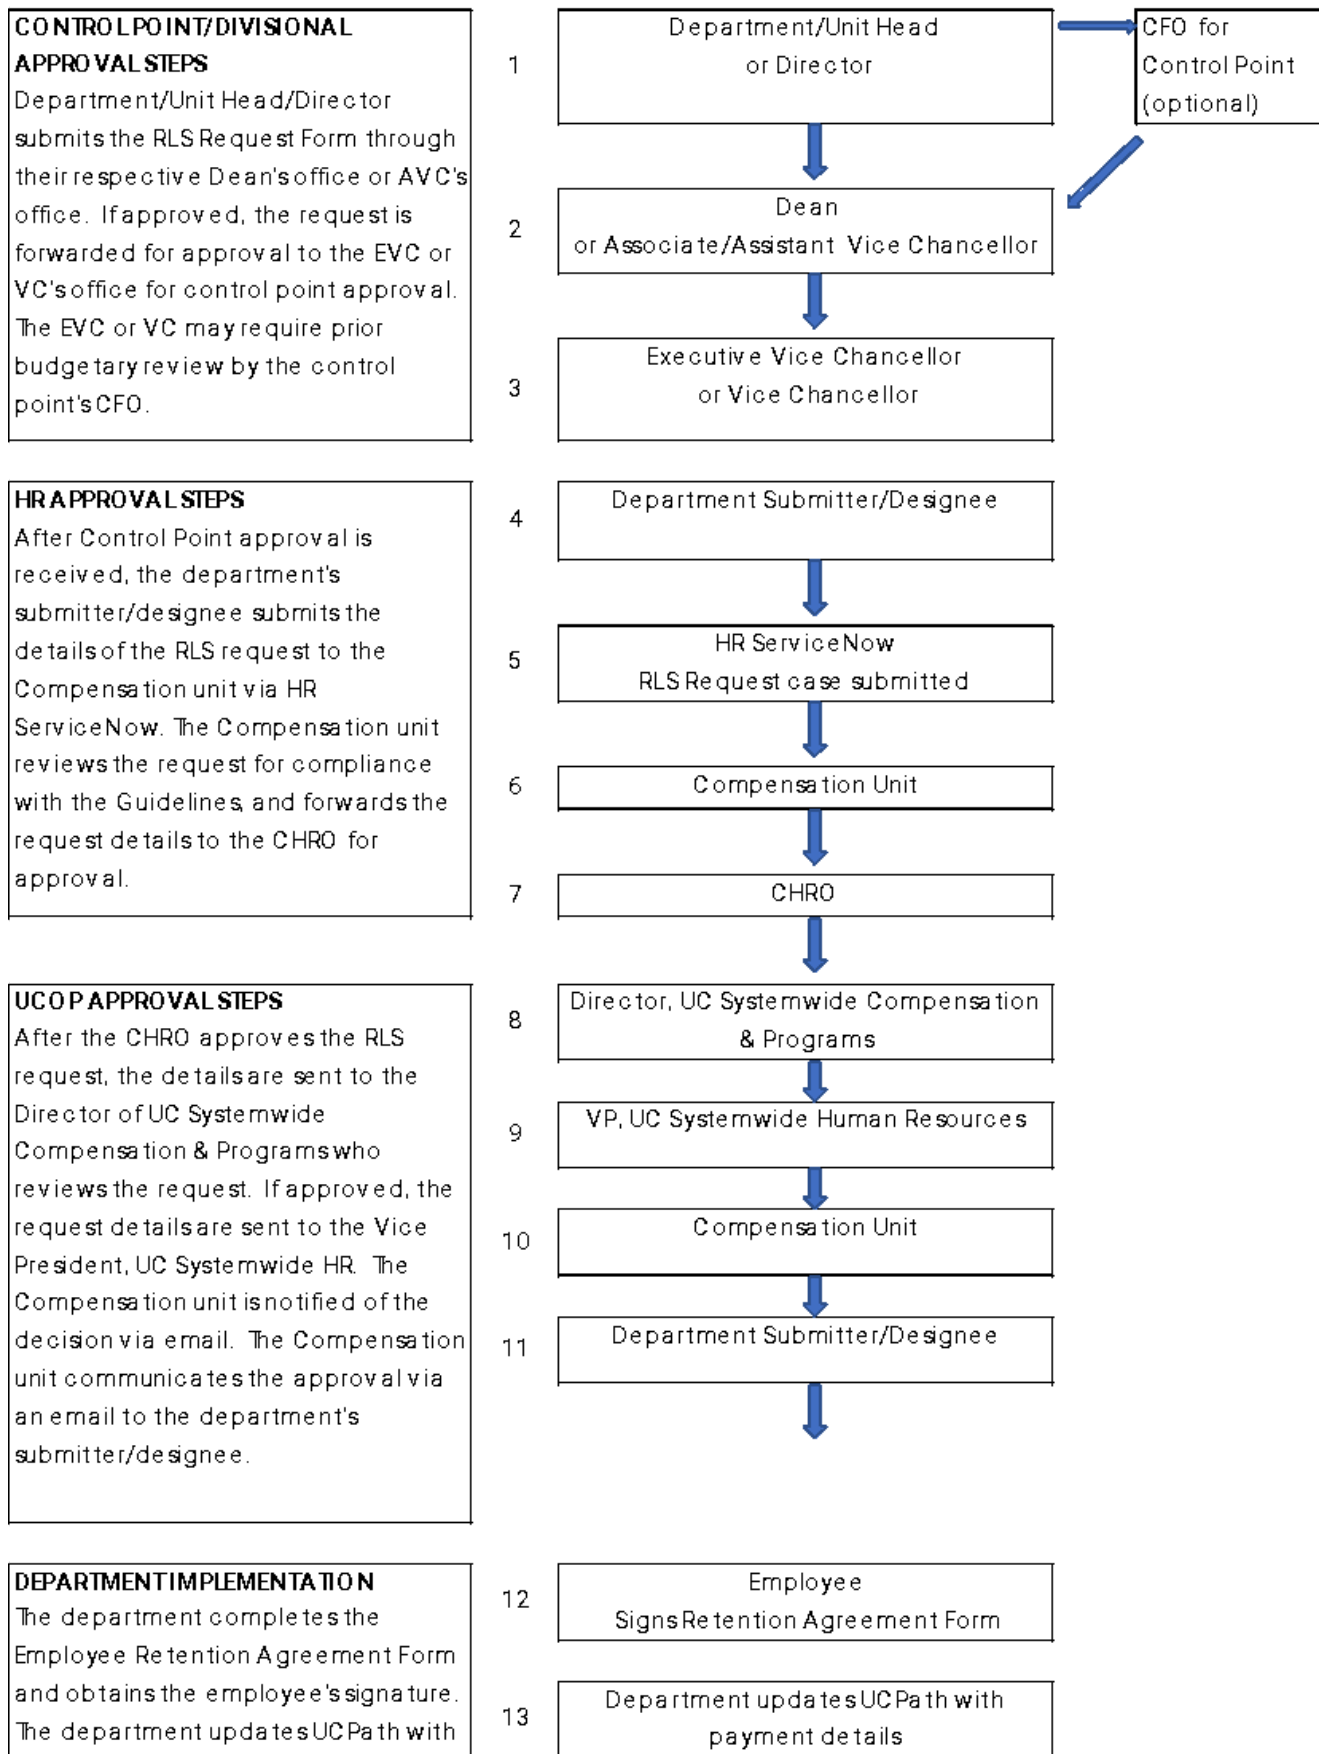 CONTROL POINT/DIVISIONAL
APPROVAL STEPS
Department/Unit Head/Director
submits the RLS Request Form through
their respective Dean's office or AVC's
office. If approved, the request is
forwarded for approval to the EVC or
VC's office for control point approval.
The EVC or VC may require prior
budgetary review by the control
point's CFO.
1
Department/Unit Head
or Director
CFO for
Control Point
(optional)
2
Dean
or Associate/Assistant Vice Chancellor
3
Executive Vice Chancellor
or Vice Chancellor
HR APPROVAL STEPS
After Control Point approval is
received, the department's
submitter/designee submits the
details of the RLS request to the
Compensation unit via HR
ServiceNow. The Compensation unit
reviews the request for compliance
with the Guidelines, and forwards the
request details to the CHRO for
approval.
4
Department Submitter/Designee
5
HR ServiceNow
RLS Request case submitted
6
Compensation Unit
7
CHRO
UCOP APPROVAL STEPS
After the CHRO approves the RLS
request, the details are sent to the
Director of UC Systemwide
Compensation & Programs who
reviews the request. If approved, the
request details are sent to the Vice
President, UC Systemwide HR. The
Compensation unit is notified of the
decision via email. The Compensation
unit communicates the approval via
an email to the department's
submitter/designee.
8
Director, UC Systemwide Compensation
& Programs
9
VP, UC Systemwide Human Resources
10
Compensation Unit
11
Department Submitter/Designee
DEPARTMENT IMPLEMENTATION
The department completes the
Employee Retention Agreement Form
and obtains the employee's signature.
The department updates UCPath with
12
Employee
Signs Retention Agreement Form
13
Department updates UCPath with
payment details